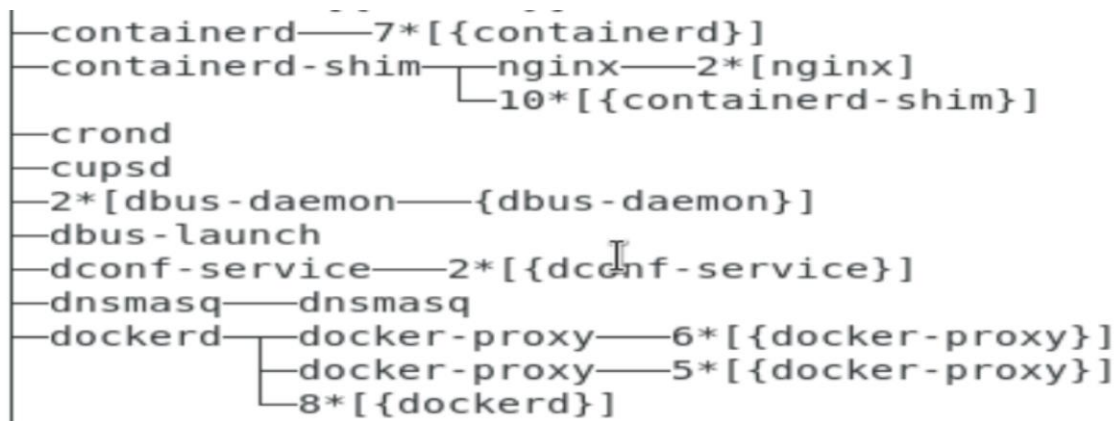 ├─containerd───7*[{containerd}]
├─containerd-shim─┬─nginx───2*[nginx]
│                 └─10*[{containerd-shim}]
├─crond
├─cupsd
├─2*[dbus-daemon───{dbus-daemon}]
├─dbus-launch
├─dconf-service───2*[{dconf-service}]
├─dnsmasq───dnsmasq
├─dockerd─┬─docker-proxy───6*[{docker-proxy}]
│         ├─docker-proxy───5*[{docker-proxy}]
│         └─8*[{dockerd}]